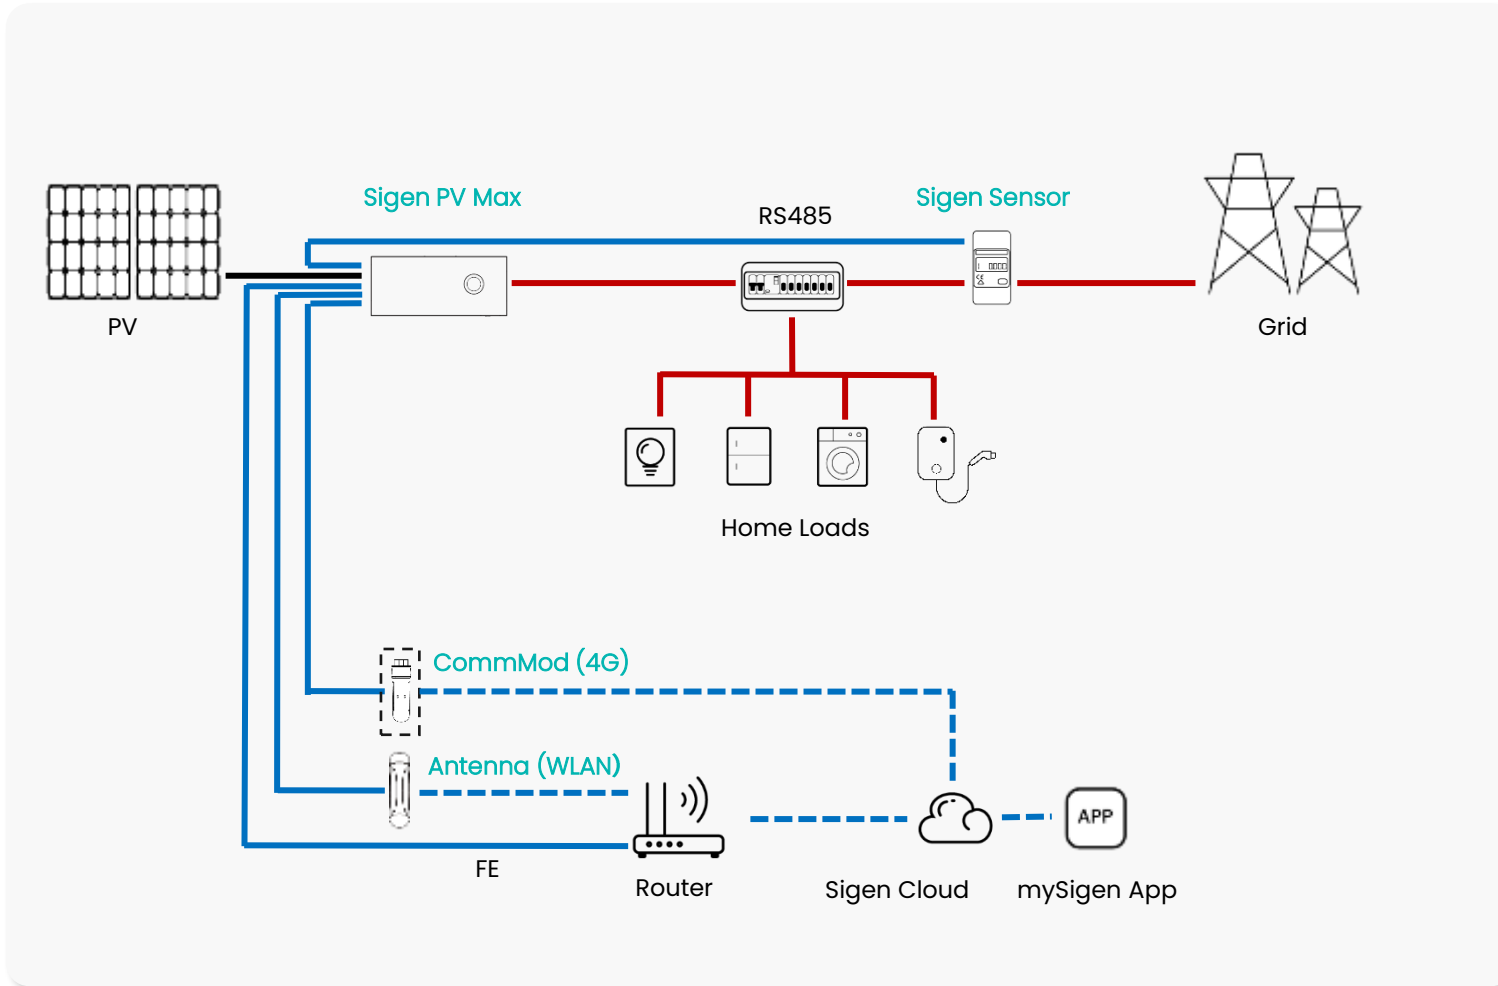 Sigen PV Max
RS485
Sigen Sensor
PV
Grid
Home Loads
CommMod (4G)
Antenna (WLAN)
APP
FE
Router
Sigen Cloud
mySigen App